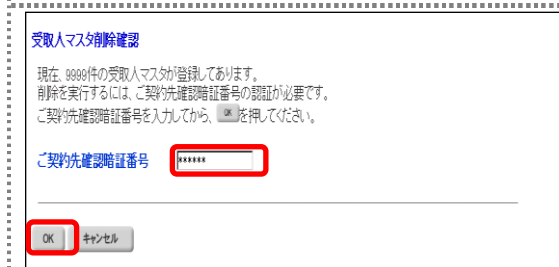 受取人マスタ削除確認
現在、9999件の受取人マスタが登録してあります。
削除を実行するには、ご契約先確認暗証番号の認証が必要です。
ご契約先確認暗証番号を入力してから、 OK を押してください。
ご契約先確認暗証番号 ******
OK キャンセル